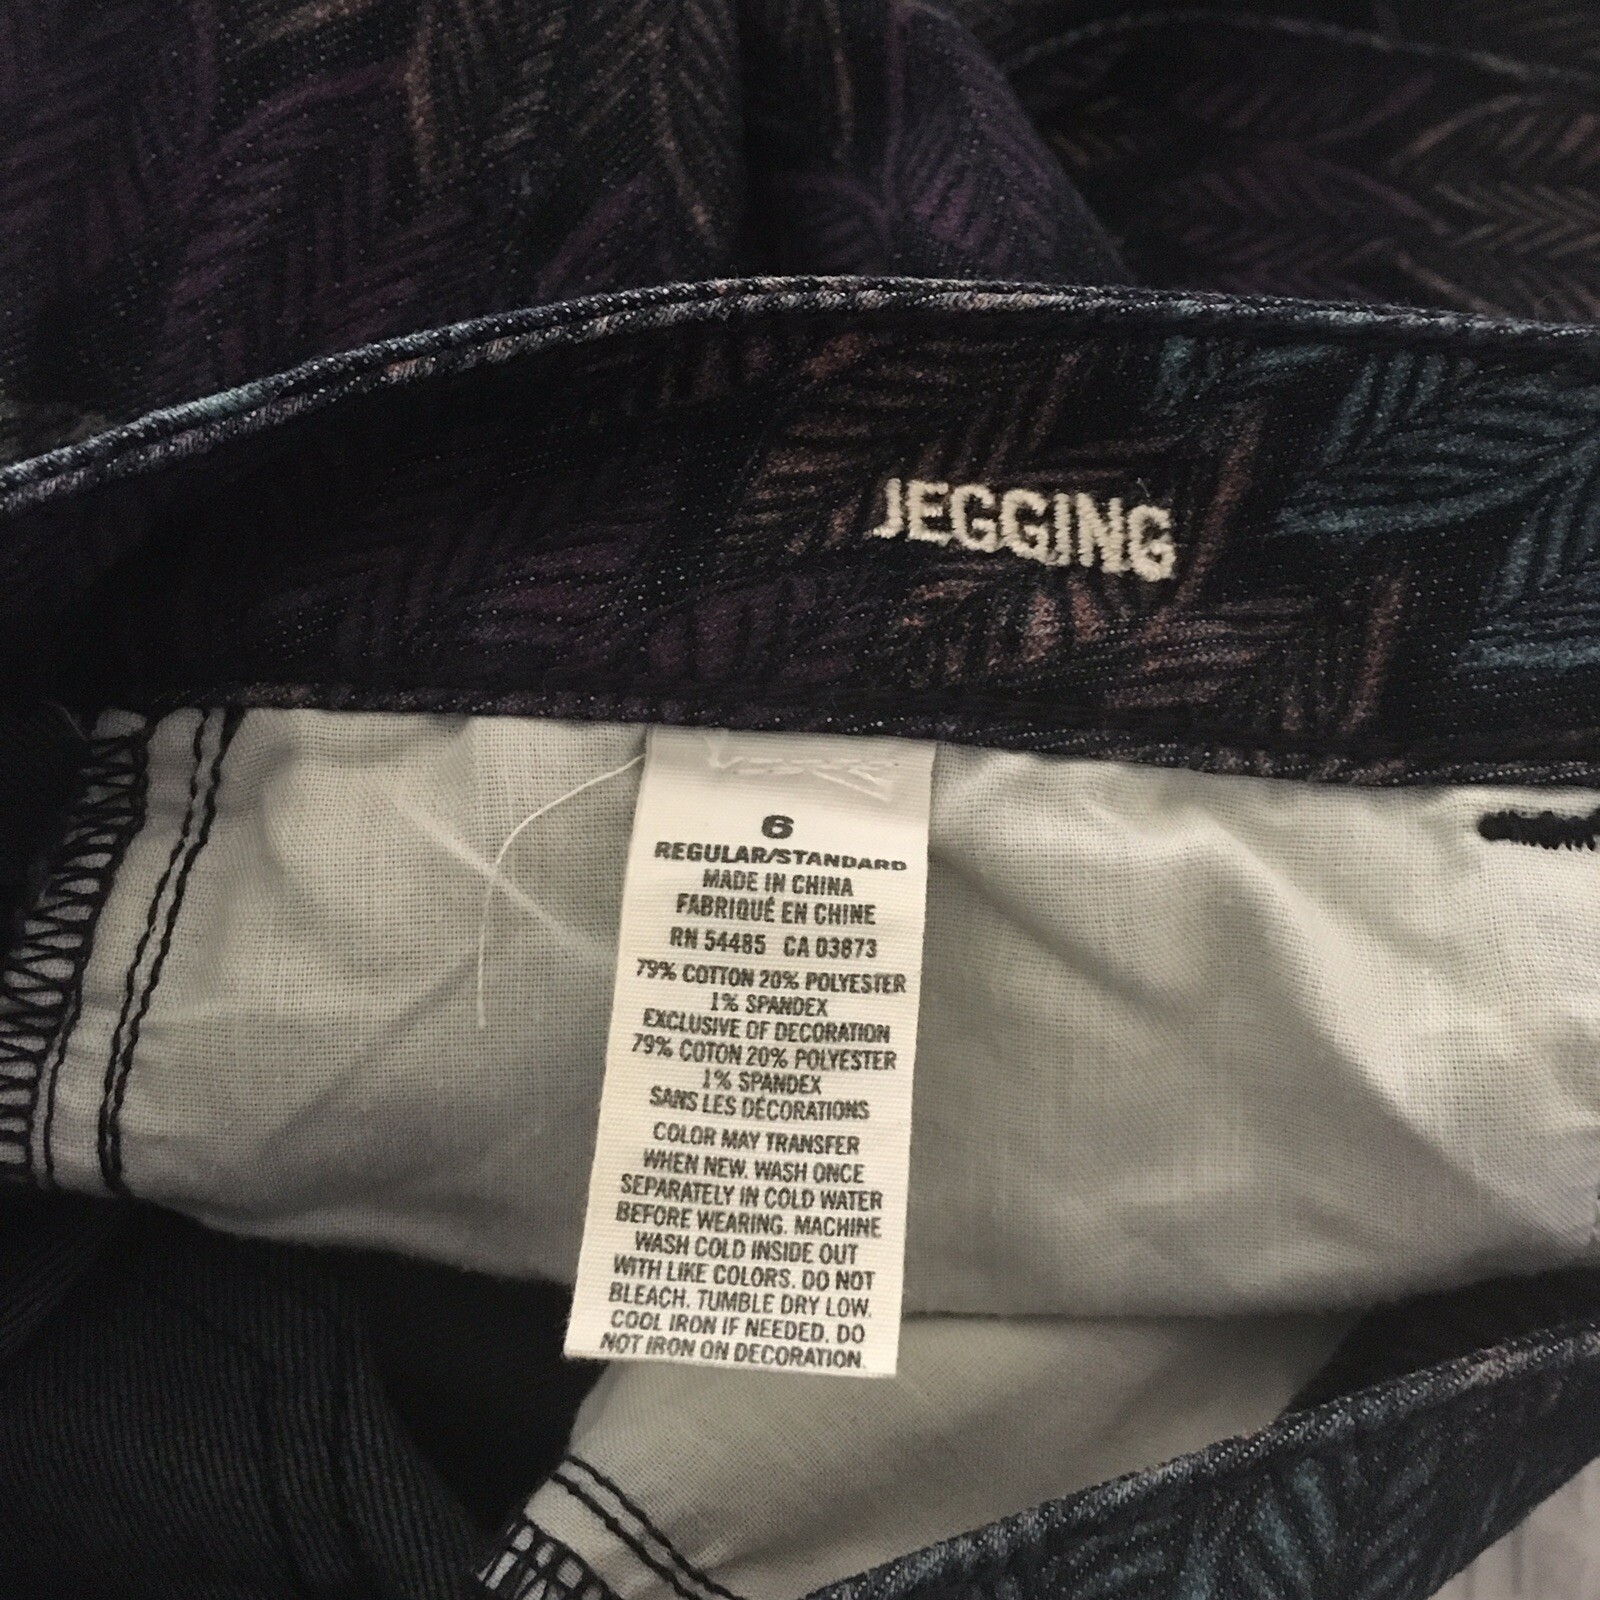 JEGGING
6
REGULAR/STANDARD
MADE IN CHINA
FABRIQUÉ EN CHINE
RN 54485 CA 03873
79% COTTON 20% POLYESTER
1% SPANDEX
EXCLUSIVE OF DECORATION
79% COTON 20% POLYESTER
1% SPANDEX
SANS LES DÉCORATIONS
COLOR MAY TRANSFER
WHEN NEW. WASH ONCE
SEPARATELY IN COLD WATER
BEFORE WEARING. MACHINE
WASH COLD INSIDE OUT
WITH LIKE COLORS. DO NOT
BLEACH. TUMBLE DRY LOW.
COOL IRON IF NEEDED. DO
NOT IRON ON DECORATION.